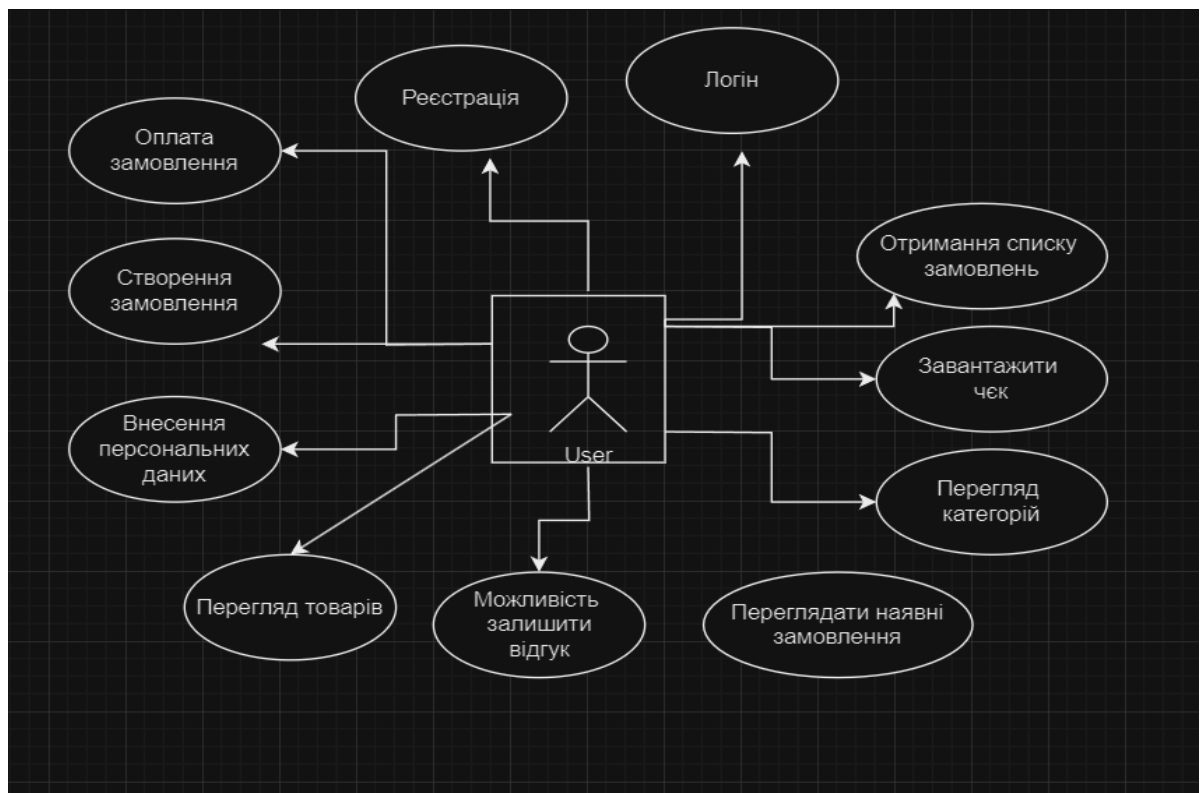 Реєстрація
Логін
Оплата
замовлення
Отримання списку
замовлень
Створення
замовлення
Завантажити
чєк
Внесення
персональних
даних
User
Перегляд
категорій
Перегляд товарів
Можливість
залишити
відгук
Переглядати наявні
замовлення